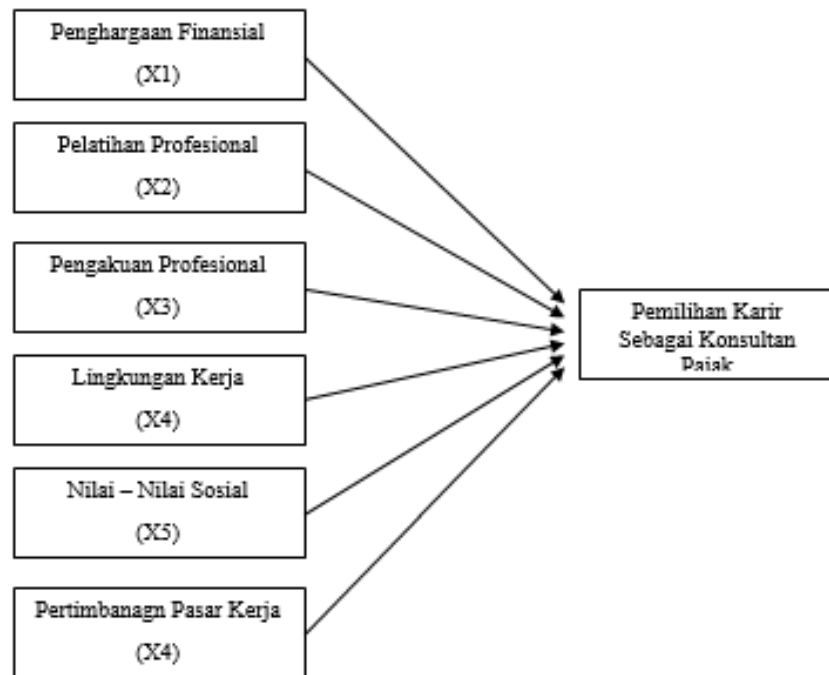 Penghargaan Finansial
(X1)
Pelatihan Profesional
(X2)
Pengakuan Profesional
(X3)
Lingkungan Kerja
(X4)
Nilai – Nilai Sosial
(X5)
Pertimbanagn Pasar Kerja
(X4)
Pemilihan Karir
Sebagai Konsultan
Pajak